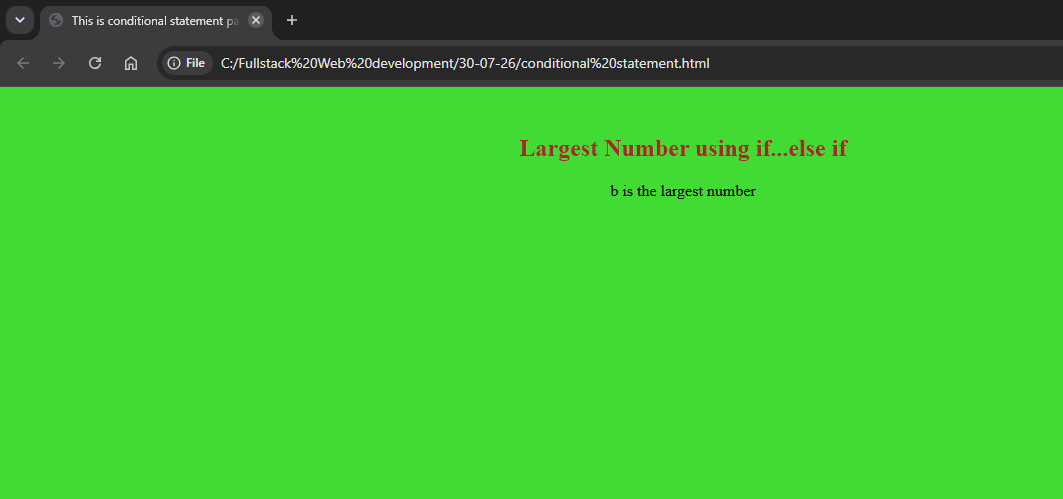 This is conditional statement pa
File
C:/Fullstack%20Web%20development/30-07-26/conditional%20statement.html
Largest Number using if...else if
b is the largest number